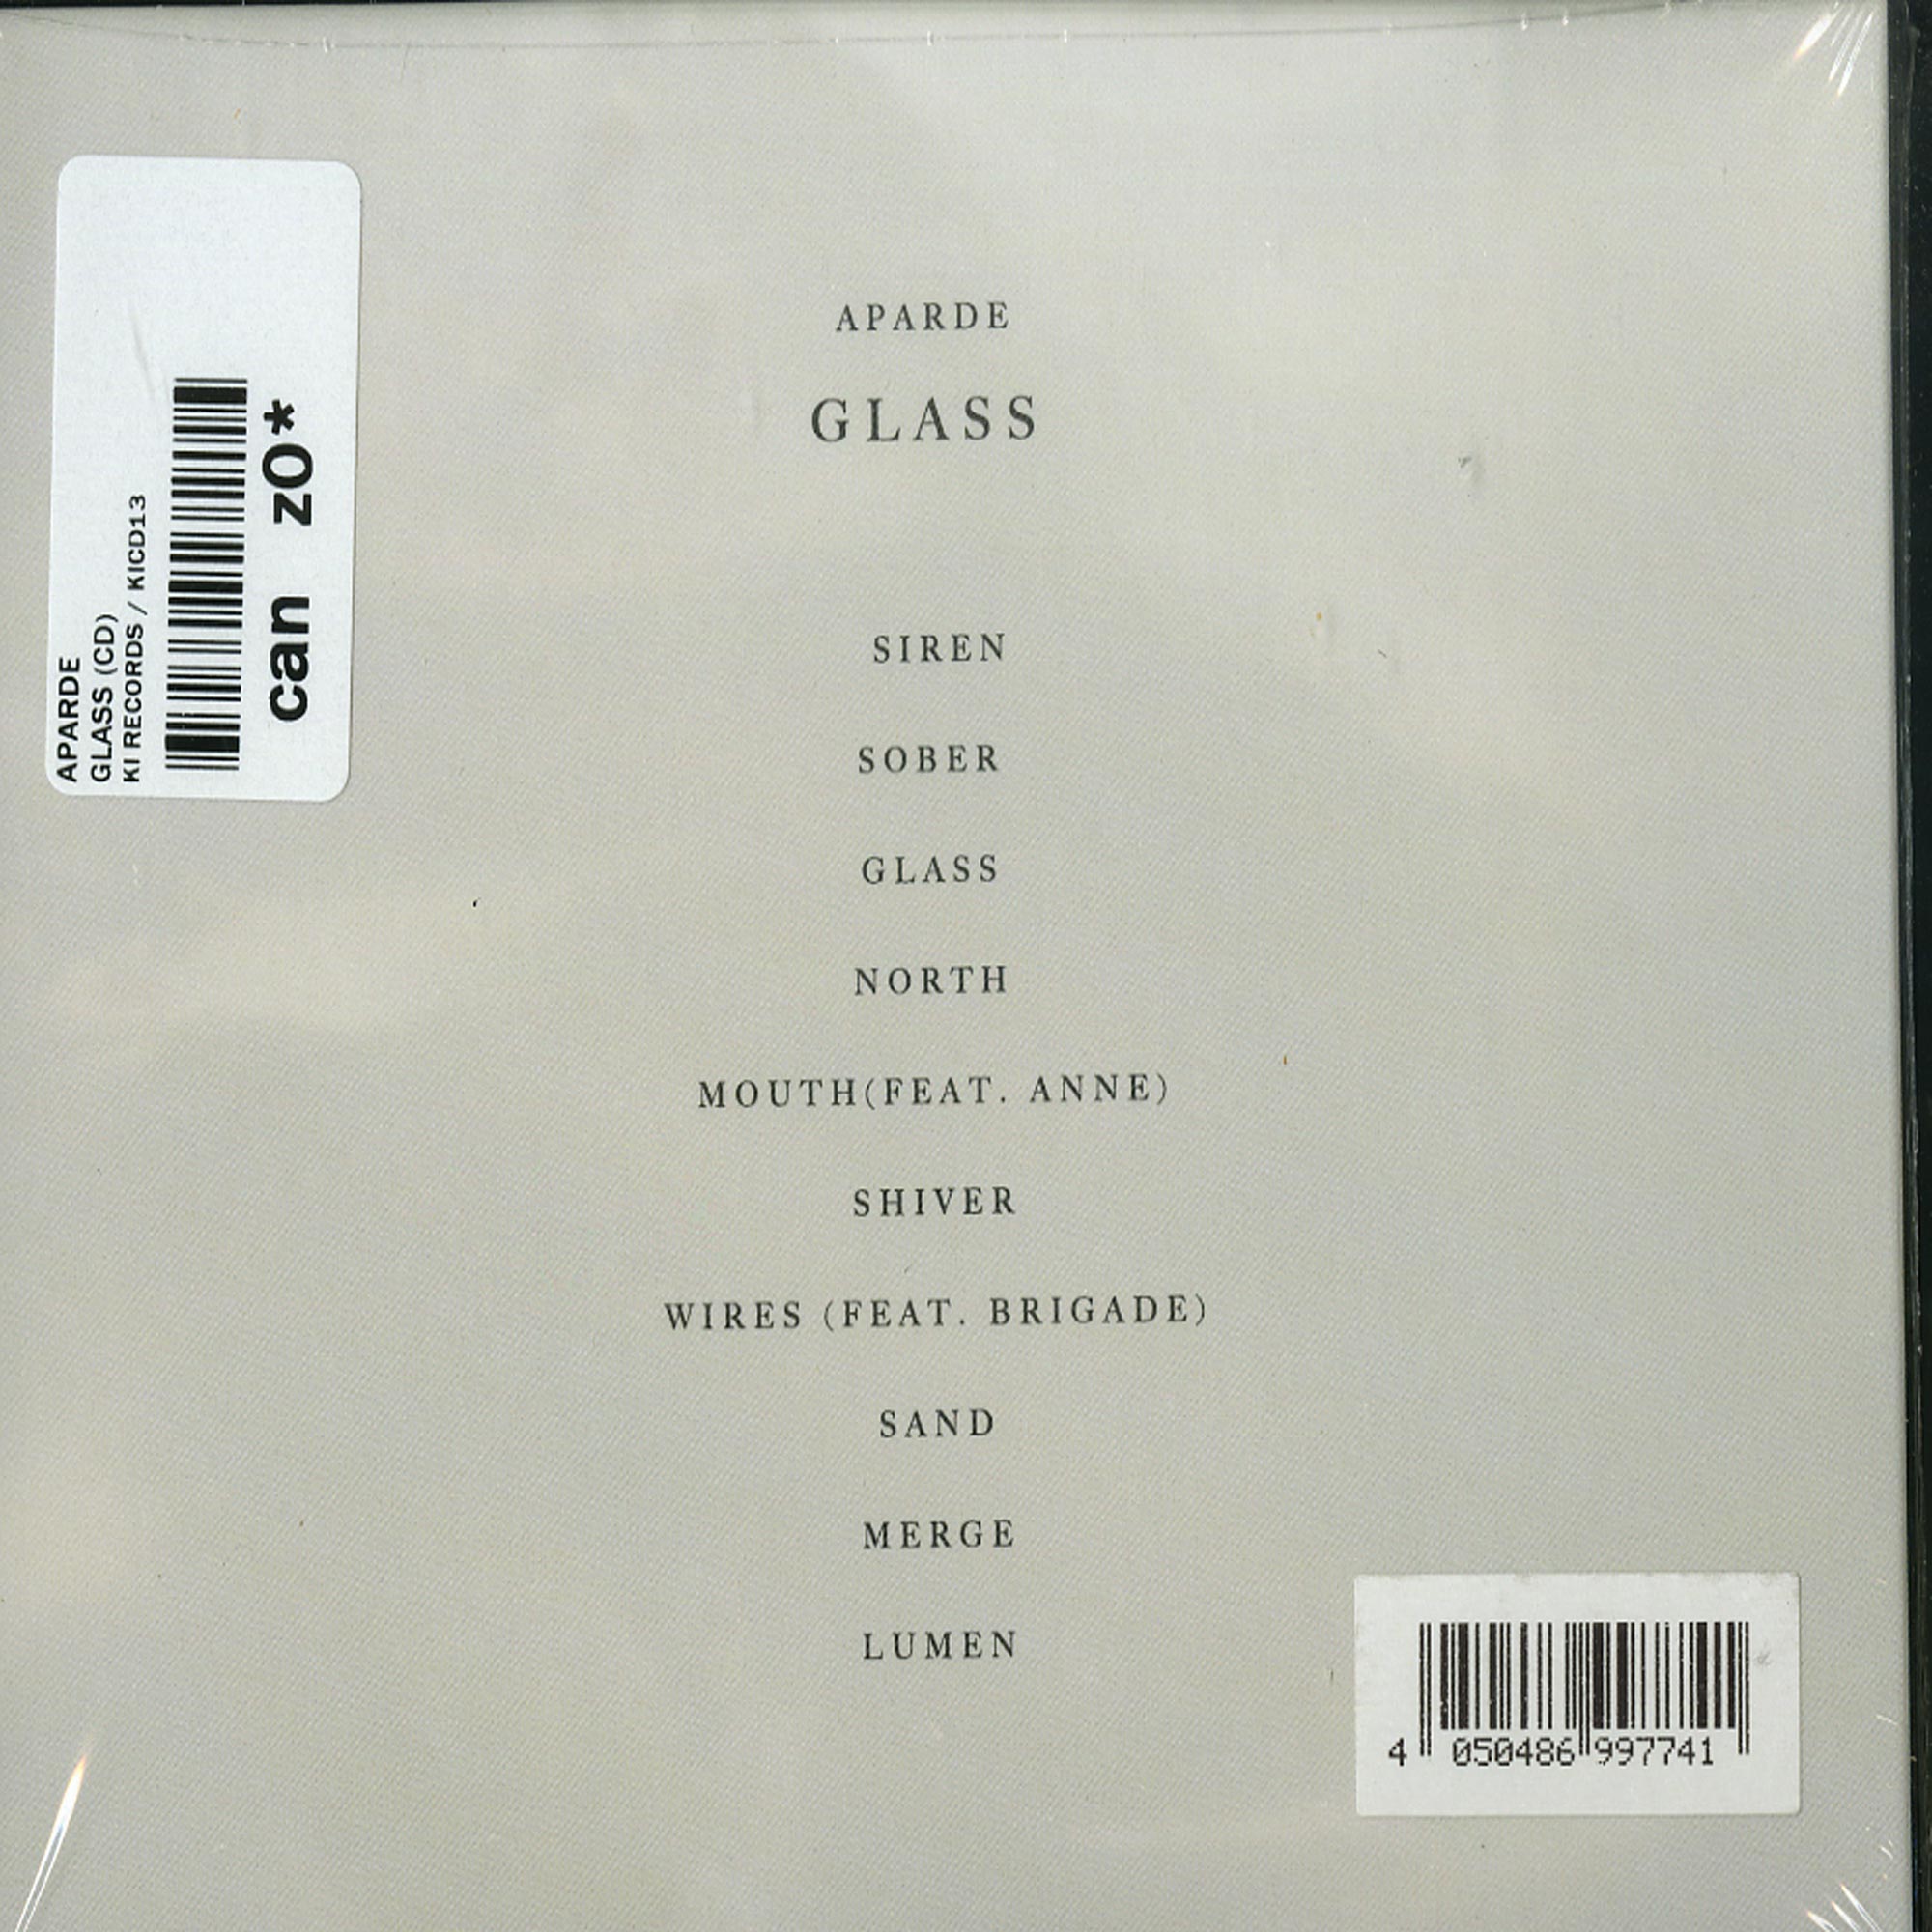 APARDE
GLASS (CD)
KI RECORDS / KICD13
can zO*
APARDE
GLASS
SIREN
SOBER
GLASS
NORTH
MOUTH(FEAT. ANNE)
SHIVER
WIRES (FEAT. BRIGADE)
SAND
MERGE
LUMEN
4 050486 997741